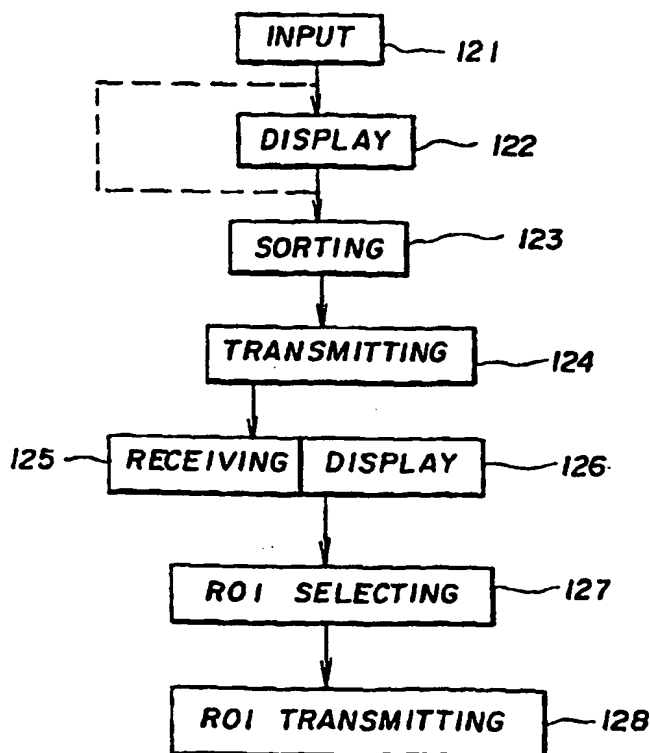 INPUT 121
DISPLAY 122
SORTING 123
TRANSMITTING 124
125 RECEIVING DISPLAY 126
ROI SELECTING 127
ROI TRANSMITTING 128